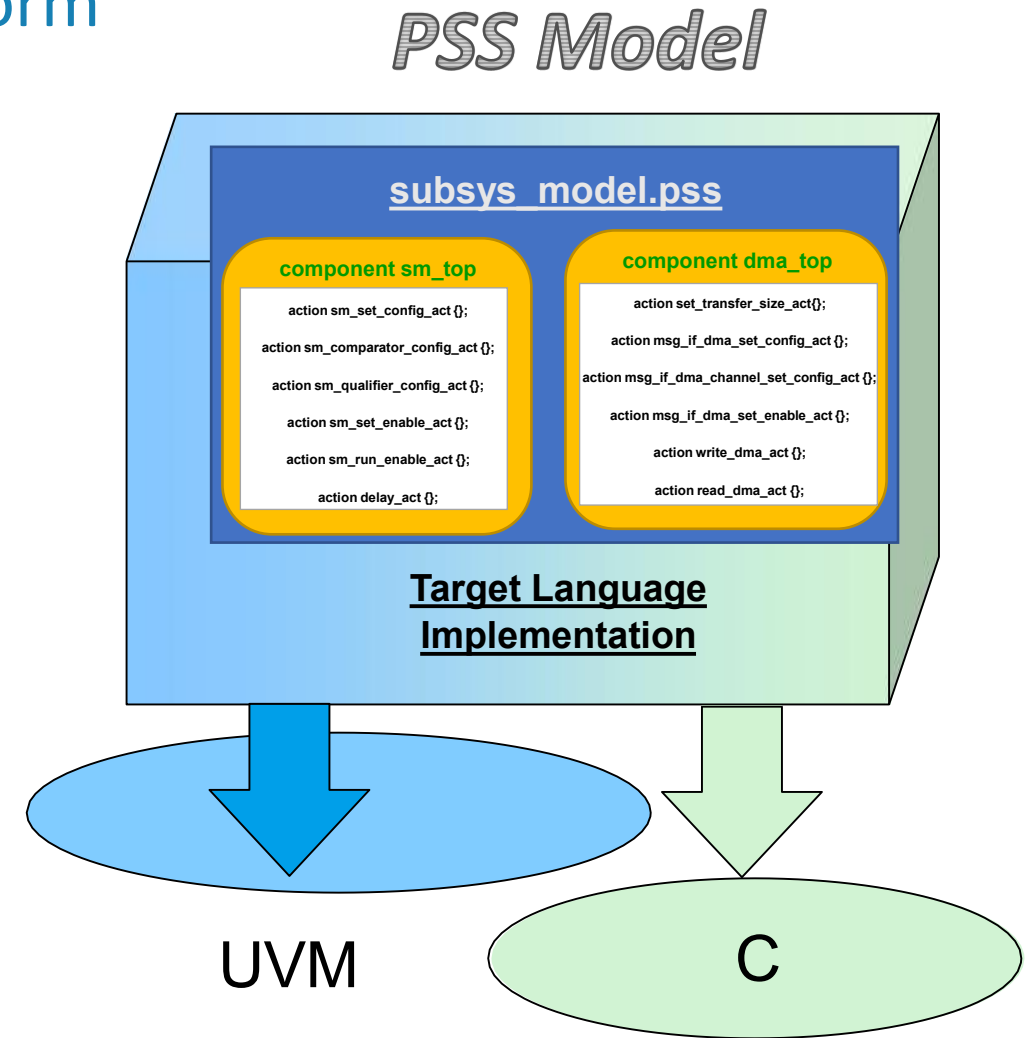 PSS Model
subsys_model.pss
component sm_top
action sm_set_config_act {};
action sm_comparator_config_act {};
action sm_qualifier_config_act {};
action sm_set_enable_act {};
action sm_run_enable_act {};
action delay_act {};
component dma_top
action set_transfer_size_act{};
action msg_if_dma_set_config_act {};
action msg_if_dma_channel_set_config_act {};
action msg_if_dma_set_enable_act {};
action write_dma_act {};
action read_dma_act {};
Target Language
Implementation
UVM
C